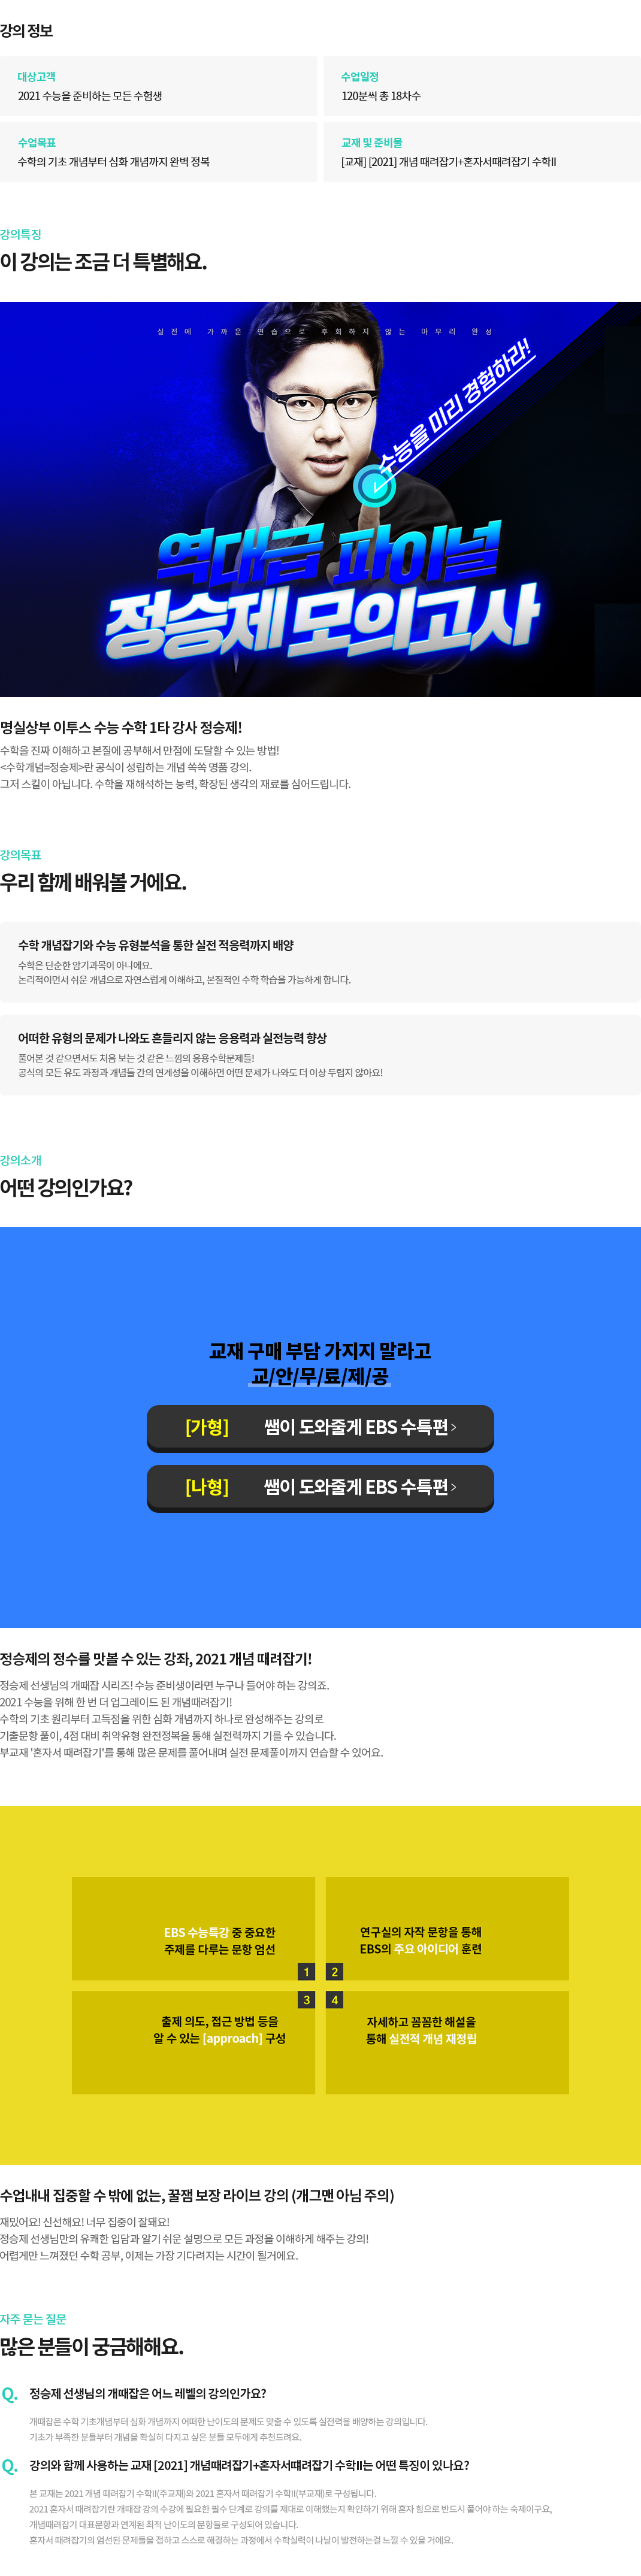 강의 정보
대상고객
2021 수능을 준비하는 모든 수험생
수업일정
120분씩 총 18차수
수업목표
수학의 기초 개념부터 심화 개념까지 완벽 정복
교재 및 준비물
[교재] [2021] 개념 때려잡기+혼자서때려잡기 수학II
강의특징
이 강의는 조금 더 특별해요.
실전에 가까운 연습으로 후회하지 않는 마무리 완성
수능을 미리 경험하라!
역대급 파이널
정승제 모의고사
명실상부 이투스 수능 수학 1타 강사 정승제!
수학을 진짜 이해하고 본질에 공부해서 만점에 도달할 수 있는 방법!
<수학개념=정승제>란 공식이 성립하는 개념 쏙쏙 명품 강의.
그저 스킬이 아닙니다. 수학을 재해석하는 능력, 확장된 생각의 재료를 심어드립니다.
강의목표
우리 함께 배워볼 거에요.
수학 개념잡기와 수능 유형분석을 통한 실전 적응력까지 배양
수학은 단순한 암기과목이 아니에요.
논리적이면서 쉬운 개념으로 자연스럽게 이해하고, 본질적인 수학 학습을 가능하게 합니다.
어떠한 유형의 문제가 나와도 흔들리지 않는 응용력과 실전능력 향상
풀어본 것 같으면서도 처음 보는 것 같은 느낌의 응용수학문제들!
공식의 모든 유도 과정과 개념들 간의 연계성을 이해하면 어떤 문제가 나와도 더 이상 두렵지 않아요!
강의소개
어떤 강의인가요?
교재 구매 부담 가지지 말라고
교/안/무/료/제/공
[가형] 쌤이 도와줄게 EBS 수특편 >
[나형] 쌤이 도와줄게 EBS 수특편 >
정승제의 정수를 맛볼 수 있는 강좌, 2021 개념 때려잡기!
정승제 선생님의 개때잡 시리즈! 수능 준비생이라면 누구나 들어야 하는 강의죠.
2021 수능을 위해 한 번 더 업그레이드 된 개념때려잡기!
수학의 기초 원리부터 고득점을 위한 심화 개념까지 하나로 완성해주는 강의로
기출문항 풀이, 4점 대비 취약유형 완전정복을 통해 실전력까지 기를 수 있습니다.
부교재 '혼자서 때려잡기'를 통해 많은 문제를 풀어내며 실전 문제풀이까지 연습할 수 있어요.
EBS 수능특강 중 중요한
주제를 다루는 문항 엄선
1
연구실의 자작 문항을 통해
EBS의 주요 아이디어 훈련
2
출제 의도, 접근 방법 등을
알 수 있는 [approach] 구성
3
자세하고 꼼꼼한 해설을
통해 실전적 개념 재정립
4
수업내내 집중할 수 밖에 없는, 꿀잼 보장 라이브 강의 (개그맨 아님 주의)
재밌어요! 신선해요! 너무 집중이 잘돼요!
정승제 선생님만의 유쾌한 입담과 알기 쉬운 설명으로 모든 과정을 이해하게 해주는 강의!
어렵게만 느껴졌던 수학 공부, 이제는 가장 기다려지는 시간이 될거에요.
자주 묻는 질문
많은 분들이 궁금해해요.
Q. 정승제 선생님의 개때잡은 어느 레벨의 강의인가요?
개때잡은 수학 기초개념부터 심화 개념까지 어떠한 난이도의 문제도 맞출 수 있도록 실전력을 배양하는 강의입니다.
기초가 부족한 분들부터 개념을 확실히 다지고 싶은 분들 모두에게 추천드려요.
Q. 강의와 함께 사용하는 교재 [2021] 개념때려잡기+혼자서때려잡기 수학II는 어떤 특징이 있나요?
본 교재는 2021 개념 때려잡기 수학II(주교재)와 2021 혼자서 때려잡기 수학II(부교재)로 구성됩니다.
2021 혼자서 때려잡기란 개때잡 강의 수강에 필요한 필수 단계로 강의를 제대로 이해했는지 확인하기 위해 혼자 힘으로 반드시 풀어야 하는 숙제이구요,
개념때려잡기 대표문항과 연계된 최적 난이도의 문항들로 구성되어 있습니다.
혼자서 때려잡기의 엄선된 문제들을 접하고 스스로 해결하는 과정에서 수학실력이 나날이 발전하는걸 느낄 수 있을 거에요.